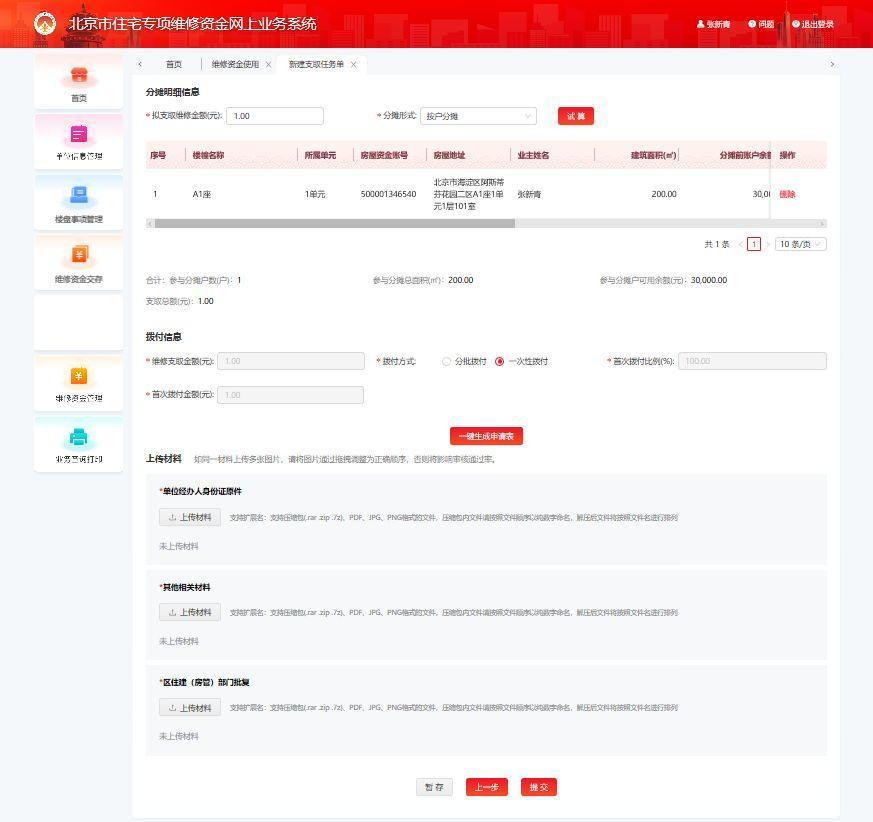 北京市住宅专项维修资金网上业务系统
张新青 问题 退出登录
首页 维修资金使用 新建支取任务单
首页
单位信息管理
楼盘事项管理
维修资金交存
维修资金管理
业务查询打印
分摊明细信息
*拟支取维修金额(元): 1.00 *分摊形式: 按户分摊 试算
序号 楼幢名称 所属单元 房屋资金账号 房屋地址 业主姓名 建筑面积(㎡) 分摊前账户余额 操作
1 A1座 1单元 500001346540 北京市海淀区阿斯蒂 张新青 200.00 30,00 删除
芬花园二区A1座1单
元1层101室
共 1 条 1 10 条/页
合计: 参与分摊户数(户): 1 参与分摊总面积(㎡): 200.00 参与分摊户可用余额(元): 30,000.00
支取总额(元): 1.00
拨付信息
*维修支取金额(元): 1.00 *拨付方式: 分批拨付 一次性拨付 *首次拨付比例(%): 100.00
*首次拨付金额(元): 1.00
一键生成申请表
上传材料 如同一材料上传多张图片，请将图片通过拖拽调整为正确顺序，否则将影响审核通过率。
*单位经办人身份证原件
上传材料 支持扩展名：支持压缩包(.rar .zip .7z)、PDF、JPG、PNG格式的文件，压缩包内文件请按照文件顺序以纯数字命名，解压后文件将按照文件名进行排列
未上传材料
*其他相关材料
上传材料 支持扩展名：支持压缩包(.rar .zip .7z)、PDF、JPG、PNG格式的文件，压缩包内文件请按照文件顺序以纯数字命名，解压后文件将按照文件名进行排列
未上传材料
*区住建（房管）部门批复
上传材料 支持扩展名：支持压缩包(.rar .zip .7z)、PDF、JPG、PNG格式的文件，压缩包内文件请按照文件顺序以纯数字命名，解压后文件将按照文件名进行排列
未上传材料
暂存 上一步 提交